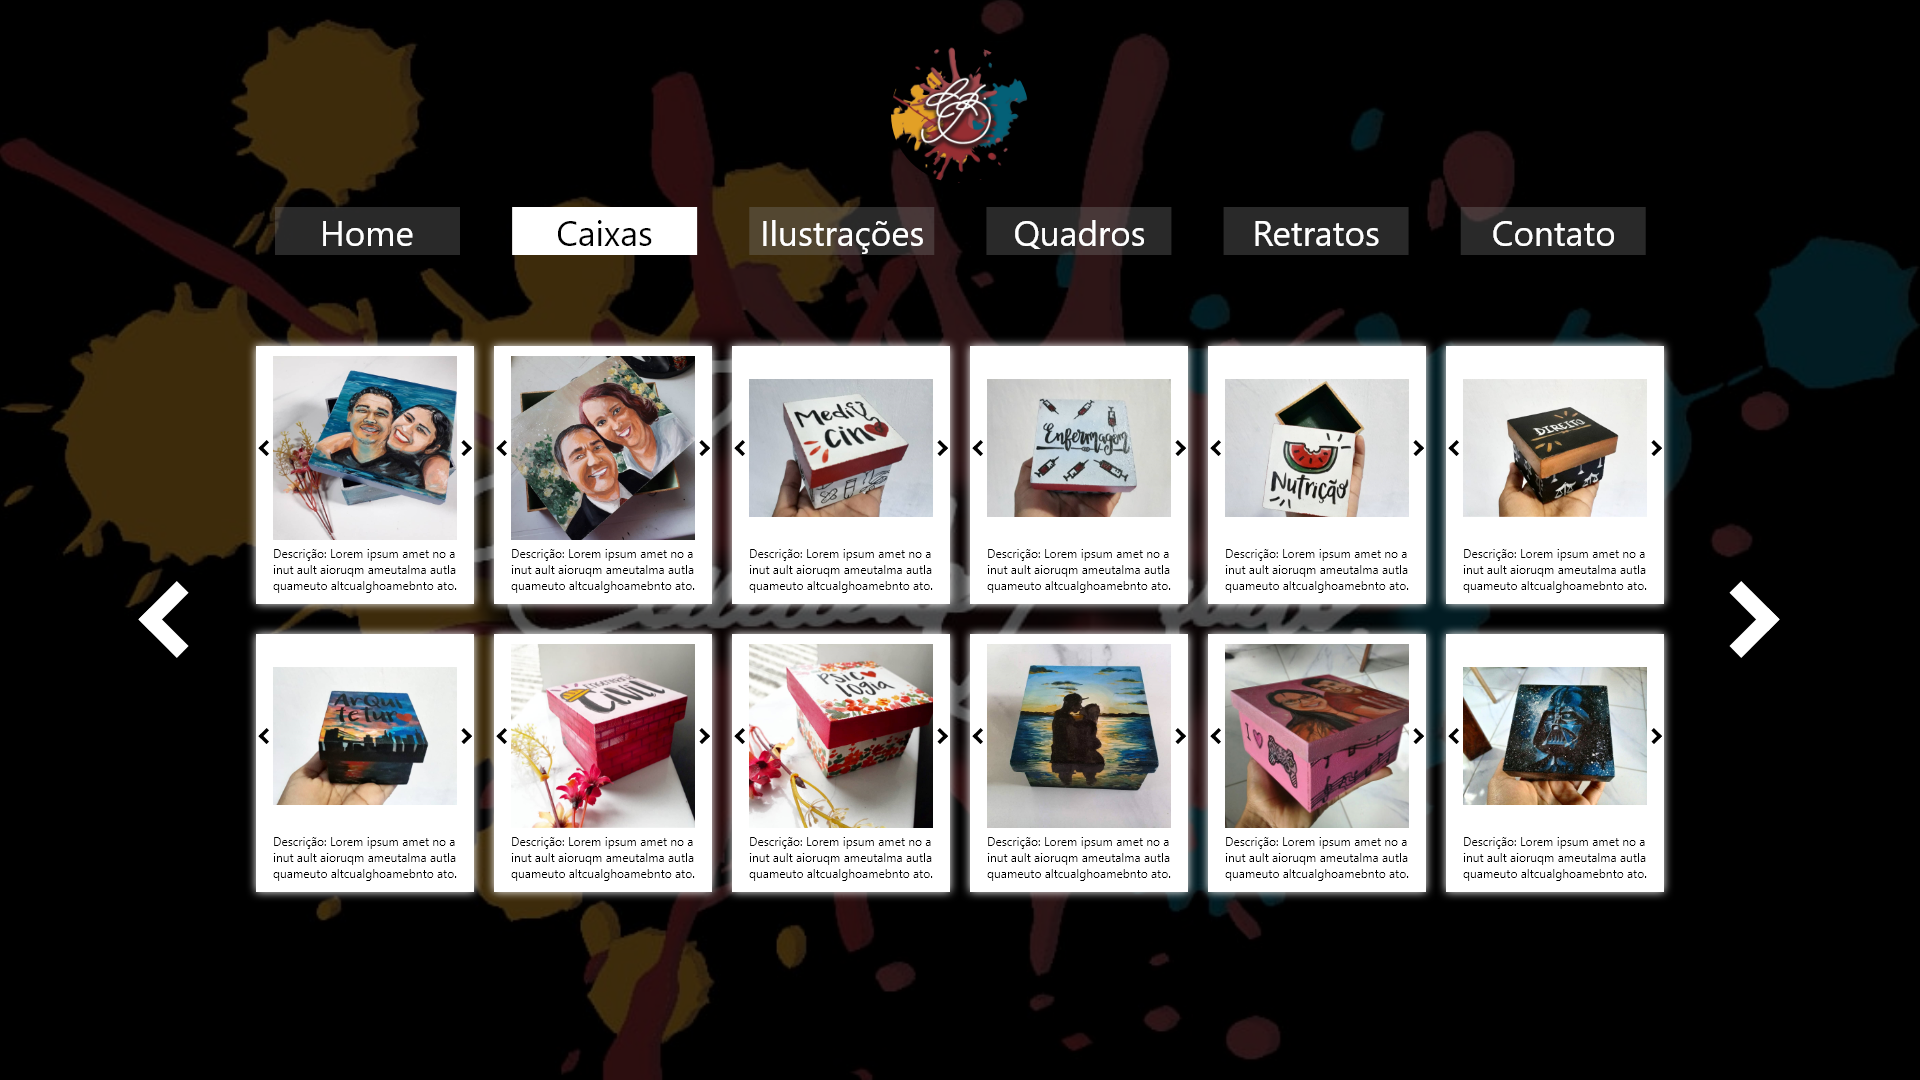 Home
Caixas
Ilustrações
Quadros
Retratos
Contato
Medi
cin
Enfermagem
Nutrição
DIREITO
Descrição: Lorem ipsum amet no a
inut ault aioruqm ameutalma autla
quameuto altcualghoamebnto ato.
Descrição: Lorem ipsum amet no a
inut ault aioruqm ameutalma autla
quameuto altcualghoamebnto ato.
Descrição: Lorem ipsum amet no a
inut ault aioruqm ameutalma autla
quameuto altcualghoamebnto ato.
Descrição: Lorem ipsum amet no a
inut ault aioruqm ameutalma autla
quameuto altcualghoamebnto ato.
Descrição: Lorem ipsum amet no a
inut ault aioruqm ameutalma autla
quameuto altcualghoamebnto ato.
Descrição: Lorem ipsum amet no a
inut ault aioruqm ameutalma autla
quameuto altcualghoamebnto ato.
ArQui
tetur
Civil
PSIC
logia
I
Descrição: Lorem ipsum amet no a
inut ault aioruqm ameutalma autla
quameuto altcualghoamebnto ato.
Descrição: Lorem ipsum amet no a
inut ault aioruqm ameutalma autla
quameuto altcualghoamebnto ato.
Descrição: Lorem ipsum amet no a
inut ault aioruqm ameutalma autla
quameuto altcualghoamebnto ato.
Descrição: Lorem ipsum amet no a
inut ault aioruqm ameutalma autla
quameuto altcualghoamebnto ato.
Descrição: Lorem ipsum amet no a
inut ault aioruqm ameutalma autla
quameuto altcualghoamebnto ato.
Descrição: Lorem ipsum amet no a
inut ault aioruqm ameutalma autla
quameuto altcualghoamebnto ato.